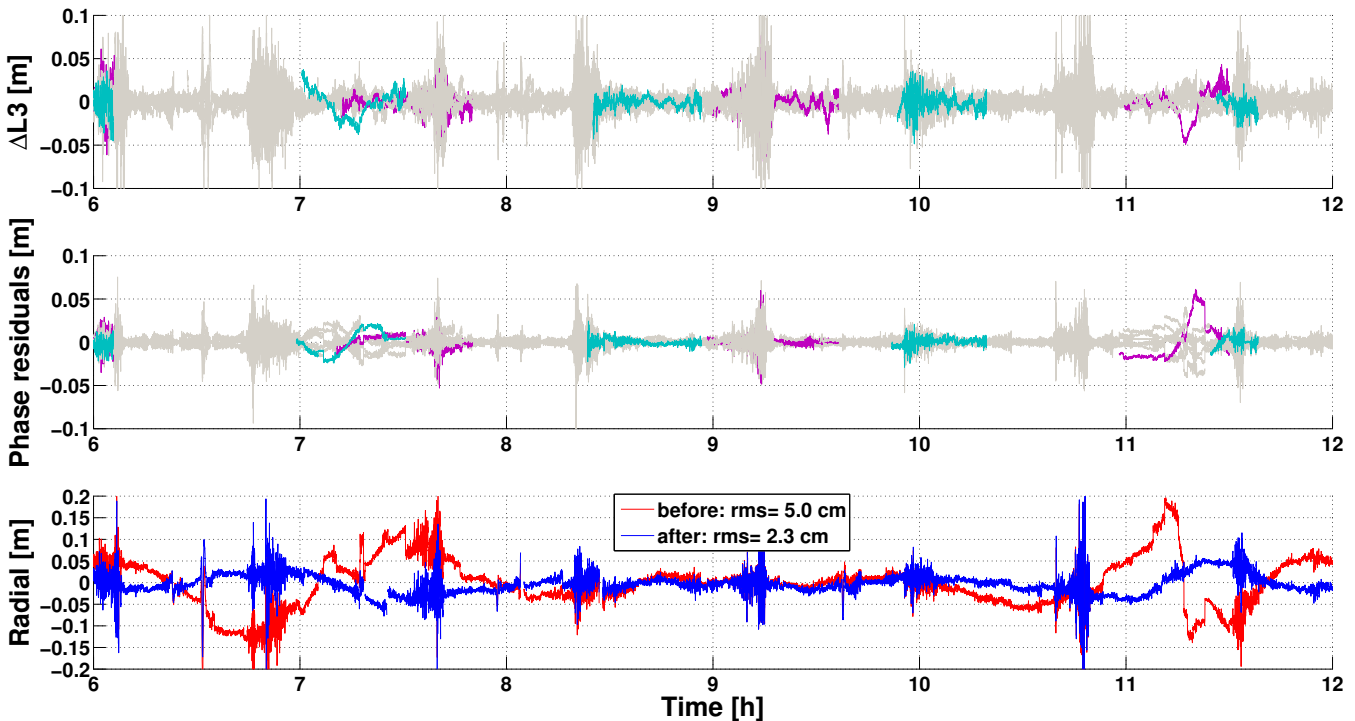 ΔL3 [m]
0.1
0.05
0
−0.05
−0.1
6 7 8 9 10 11 12
Phase residuals [m]
0.1
0.05
0
−0.05
−0.1
6 7 8 9 10 11 12
Radial [m]
0.2
0.15
0.1
0.05
0
−0.05
−0.1
−0.15
−0.2
before: rms= 5.0 cm
after: rms= 2.3 cm
6 7 8 9 10 11 12
Time [h]